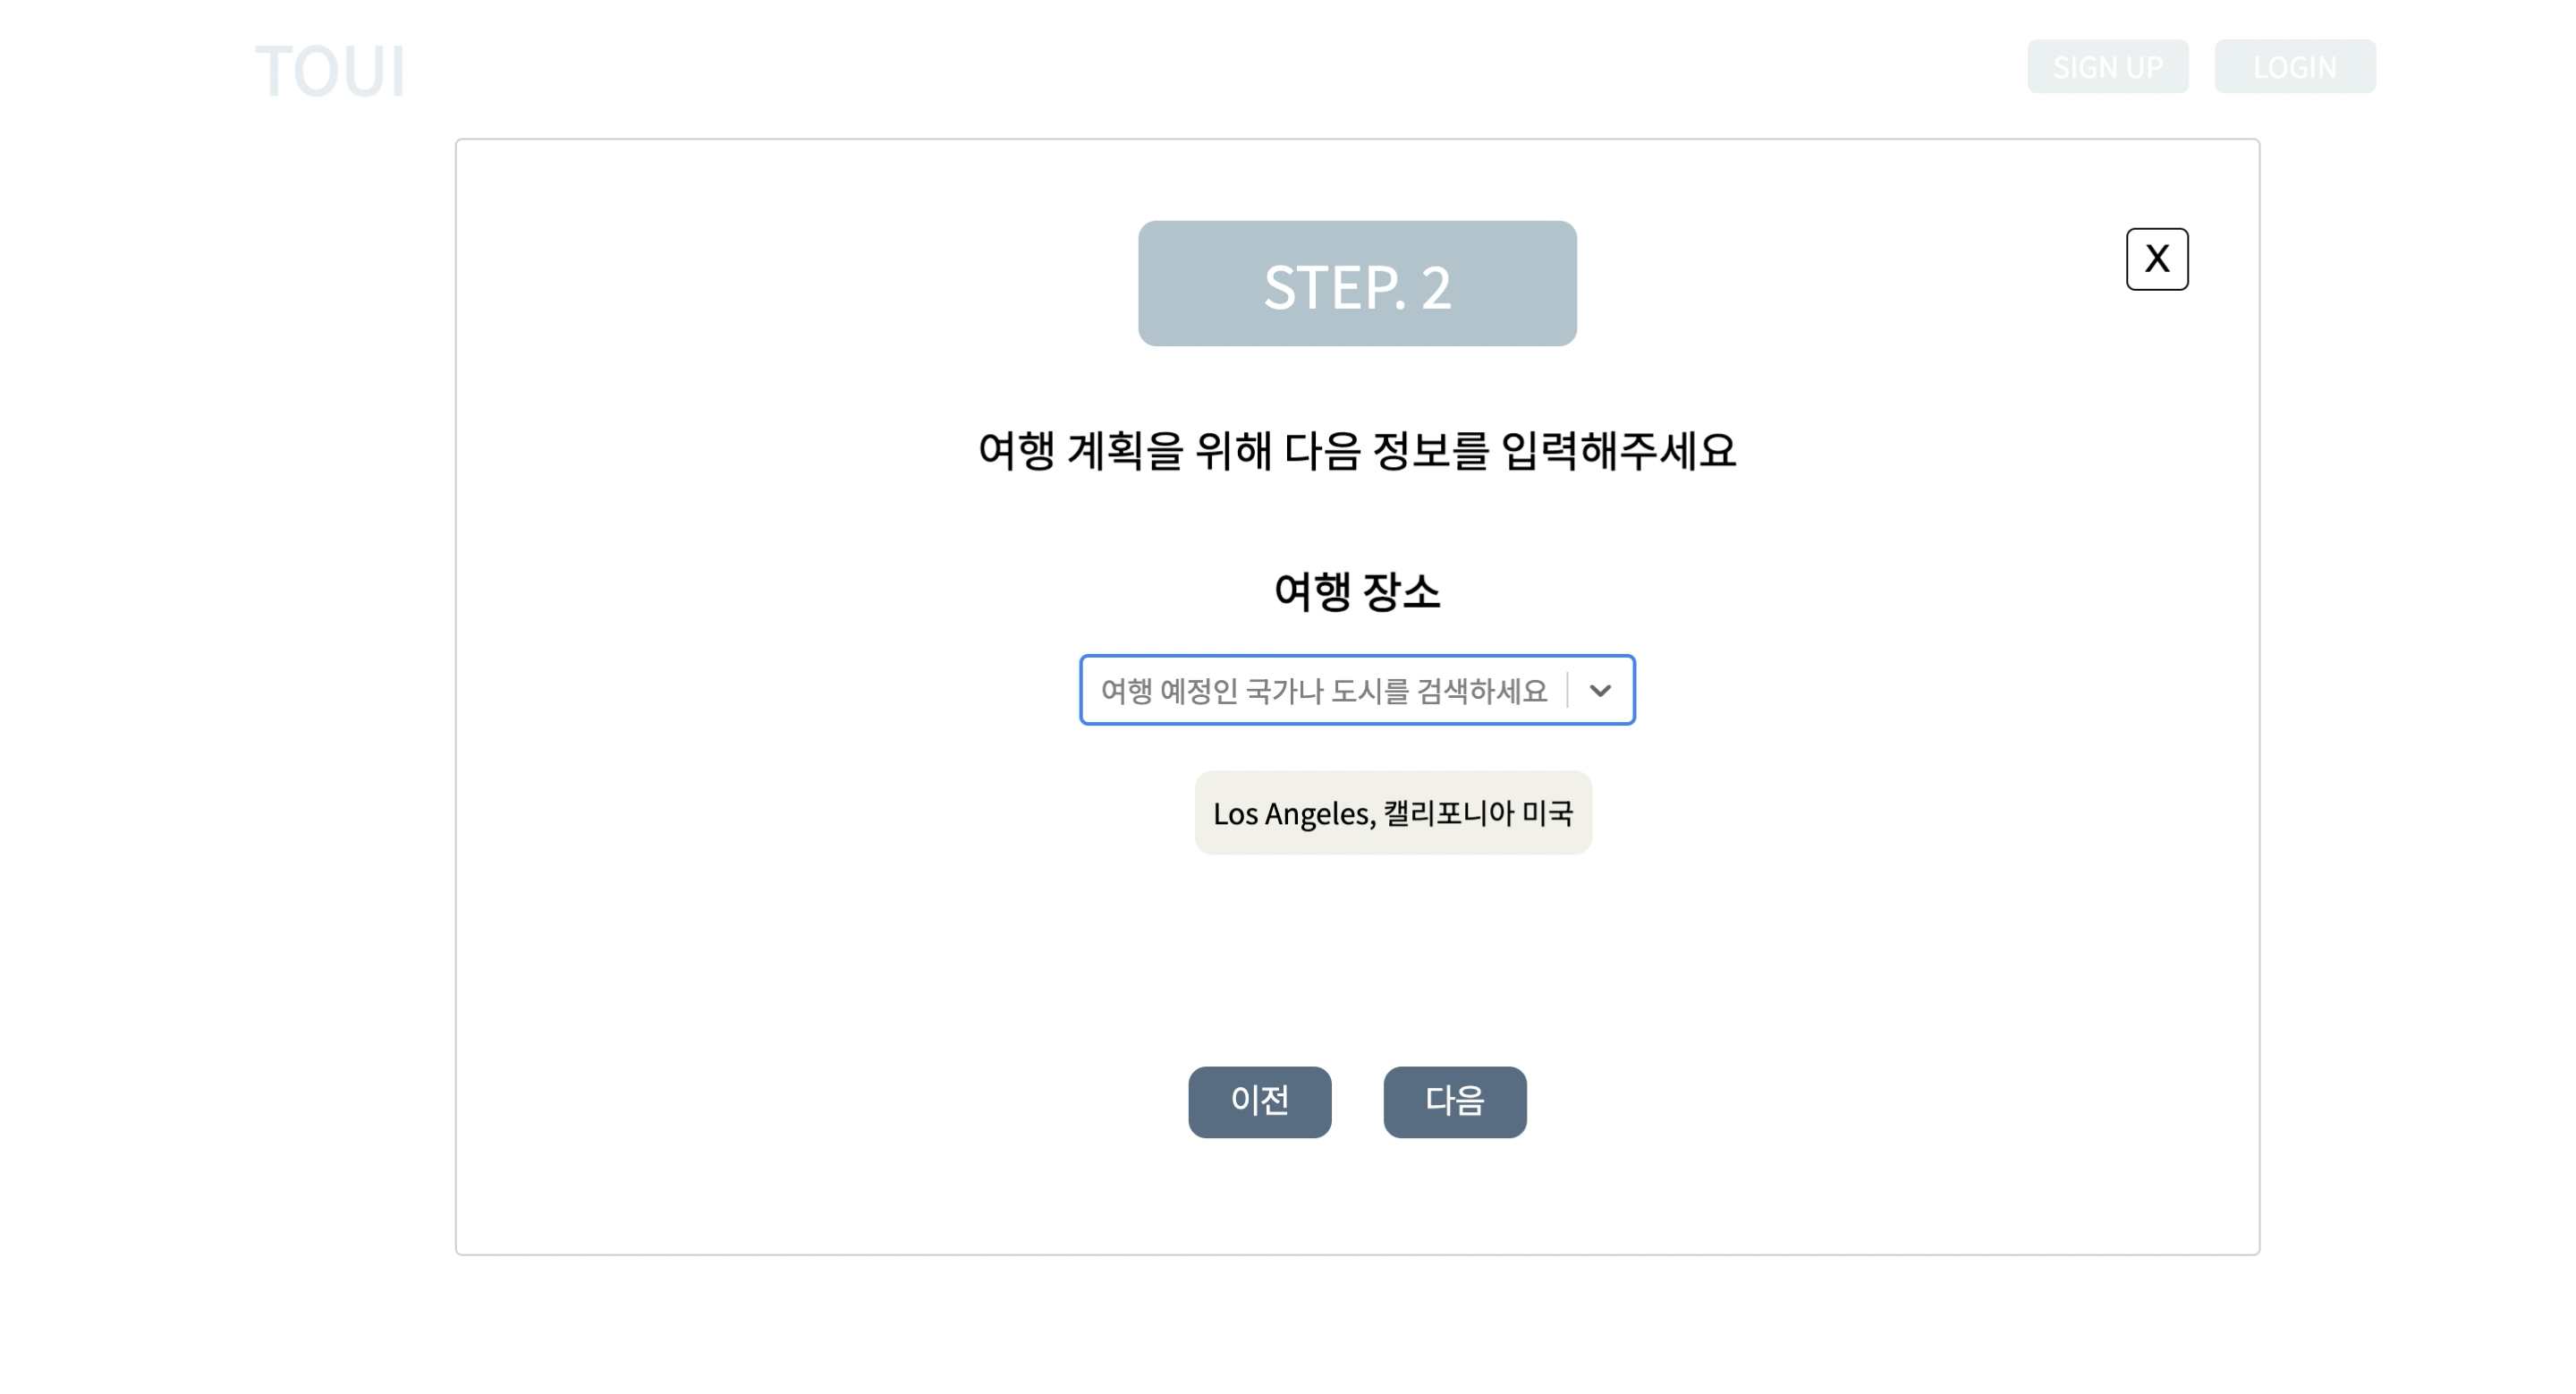 TOUI
SIGN UP
LOGIN
X
STEP. 2
여행 계획을 위해 다음 정보를 입력해주세요
여행 장소
여행 예정인 국가나 도시를 검색하세요
Los Angeles, 캘리포니아 미국
이전
다음